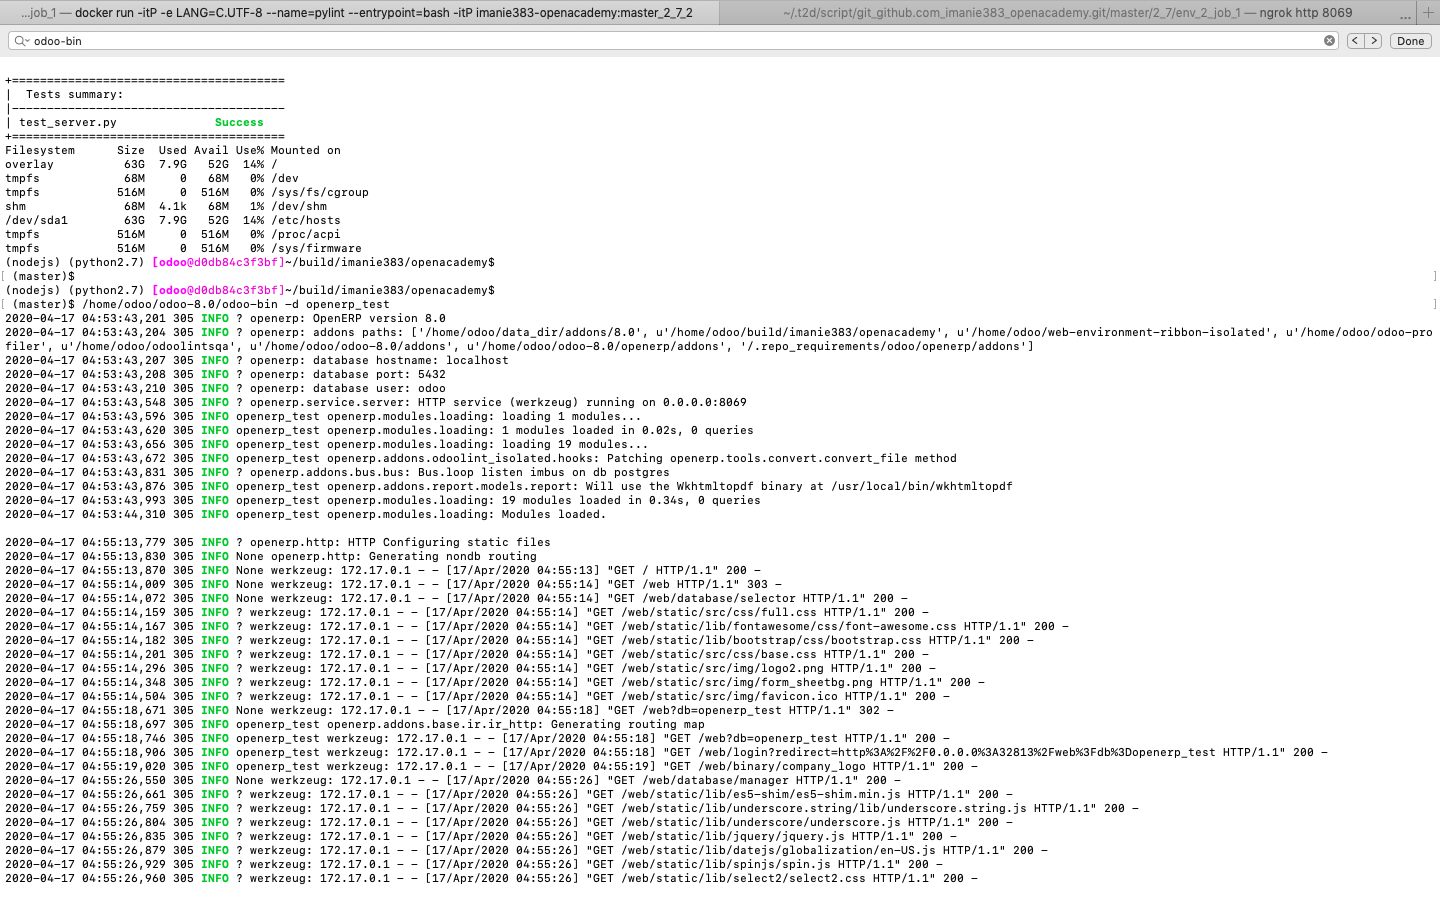 ...job_1 — docker run -itP -e LANG=C.UTF-8 --name=pylint --entrypoint=bash -itP imanie383-openacademy:master_2_7_2
~/.t2d/script/git_github.com_imanie383_openacademy.git/master/2_7/env_2_job_1 — ngrok http 8069 ... +
odoo-bin < > Done
+=======================================
|  Tests summary:
|---------------------------------------
| test_server.py              Success
+=======================================
Filesystem      Size  Used Avail Use% Mounted on
overlay          63G  7.9G   52G  14% /
tmpfs            68M     0   68M   0% /dev
tmpfs           516M     0  516M   0% /sys/fs/cgroup
shm              68M  4.1k   68M   1% /dev/shm
/dev/sda1        63G  7.9G   52G  14% /etc/hosts
tmpfs           516M     0  516M   0% /proc/acpi
tmpfs           516M     0  516M   0% /sys/firmware
(nodejs) (python2.7) [odoo@d0db84c3f3bf]~/build/imanie383/openacademy$
[ (master)$ ]
(nodejs) (python2.7) [odoo@d0db84c3f3bf]~/build/imanie383/openacademy$
[ (master)$ /home/odoo/odoo-8.0/odoo-bin -d openerp_test ]
2020-04-17 04:53:43,201 305 INFO ? openerp: OpenERP version 8.0
2020-04-17 04:53:43,204 305 INFO ? openerp: addons paths: ['/home/odoo/data_dir/addons/8.0', u'/home/odoo/build/imanie383/openacademy', u'/home/odoo/web-environment-ribbon-isolated', u'/home/odoo/odoo-pro
filer', u'/home/odoo/odoolintsqa', u'/home/odoo/odoo-8.0/addons', u'/home/odoo/odoo-8.0/openerp/addons', '/.repo_requirements/odoo/openerp/addons']
2020-04-17 04:53:43,207 305 INFO ? openerp: database hostname: localhost
2020-04-17 04:53:43,208 305 INFO ? openerp: database port: 5432
2020-04-17 04:53:43,210 305 INFO ? openerp: database user: odoo
2020-04-17 04:53:43,548 305 INFO ? openerp.service.server: HTTP service (werkzeug) running on 0.0.0.0:8069
2020-04-17 04:53:43,596 305 INFO openerp_test openerp.modules.loading: loading 1 modules...
2020-04-17 04:53:43,620 305 INFO openerp_test openerp.modules.loading: 1 modules loaded in 0.02s, 0 queries
2020-04-17 04:53:43,656 305 INFO openerp_test openerp.modules.loading: loading 19 modules...
2020-04-17 04:53:43,672 305 INFO openerp_test openerp.addons.odoolint_isolated.hooks: Patching openerp.tools.convert.convert_file method
2020-04-17 04:53:43,831 305 INFO ? openerp.addons.bus.bus: Bus.loop listen imbus on db postgres
2020-04-17 04:53:43,876 305 INFO openerp_test openerp.addons.report.models.report: Will use the Wkhtmltopdf binary at /usr/local/bin/wkhtmltopdf
2020-04-17 04:53:43,993 305 INFO openerp_test openerp.modules.loading: 19 modules loaded in 0.34s, 0 queries
2020-04-17 04:53:44,310 305 INFO openerp_test openerp.modules.loading: Modules loaded.
2020-04-17 04:55:13,779 305 INFO ? openerp.http: HTTP Configuring static files
2020-04-17 04:55:13,830 305 INFO None openerp.http: Generating nondb routing
2020-04-17 04:55:13,870 305 INFO None werkzeug: 172.17.0.1 - - [17/Apr/2020 04:55:13] "GET / HTTP/1.1" 200 -
2020-04-17 04:55:14,009 305 INFO None werkzeug: 172.17.0.1 - - [17/Apr/2020 04:55:14] "GET /web HTTP/1.1" 303 -
2020-04-17 04:55:14,072 305 INFO None werkzeug: 172.17.0.1 - - [17/Apr/2020 04:55:14] "GET /web/database/selector HTTP/1.1" 200 -
2020-04-17 04:55:14,159 305 INFO ? werkzeug: 172.17.0.1 - - [17/Apr/2020 04:55:14] "GET /web/static/src/css/full.css HTTP/1.1" 200 -
2020-04-17 04:55:14,167 305 INFO ? werkzeug: 172.17.0.1 - - [17/Apr/2020 04:55:14] "GET /web/static/lib/fontawesome/css/font-awesome.css HTTP/1.1" 200 -
2020-04-17 04:55:14,182 305 INFO ? werkzeug: 172.17.0.1 - - [17/Apr/2020 04:55:14] "GET /web/static/lib/bootstrap/css/bootstrap.css HTTP/1.1" 200 -
2020-04-17 04:55:14,201 305 INFO ? werkzeug: 172.17.0.1 - - [17/Apr/2020 04:55:14] "GET /web/static/src/css/base.css HTTP/1.1" 200 -
2020-04-17 04:55:14,296 305 INFO ? werkzeug: 172.17.0.1 - - [17/Apr/2020 04:55:14] "GET /web/static/src/img/logo2.png HTTP/1.1" 200 -
2020-04-17 04:55:14,348 305 INFO ? werkzeug: 172.17.0.1 - - [17/Apr/2020 04:55:14] "GET /web/static/src/img/form_sheetbg.png HTTP/1.1" 200 -
2020-04-17 04:55:14,504 305 INFO ? werkzeug: 172.17.0.1 - - [17/Apr/2020 04:55:14] "GET /web/static/src/img/favicon.ico HTTP/1.1" 200 -
2020-04-17 04:55:18,671 305 INFO None werkzeug: 172.17.0.1 - - [17/Apr/2020 04:55:18] "GET /web?db=openerp_test HTTP/1.1" 302 -
2020-04-17 04:55:18,697 305 INFO openerp_test openerp.addons.base.ir.ir_http: Generating routing map
2020-04-17 04:55:18,746 305 INFO openerp_test werkzeug: 172.17.0.1 - - [17/Apr/2020 04:55:18] "GET /web?db=openerp_test HTTP/1.1" 200 -
2020-04-17 04:55:18,906 305 INFO openerp_test werkzeug: 172.17.0.1 - - [17/Apr/2020 04:55:18] "GET /web/login?redirect=http%3A%2F%2F0.0.0.0%3A32813%2Fweb%3Fdb%3Dopenerp_test HTTP/1.1" 200 -
2020-04-17 04:55:19,020 305 INFO openerp_test werkzeug: 172.17.0.1 - - [17/Apr/2020 04:55:19] "GET /web/binary/company_logo HTTP/1.1" 200 -
2020-04-17 04:55:26,550 305 INFO None werkzeug: 172.17.0.1 - - [17/Apr/2020 04:55:26] "GET /web/database/manager HTTP/1.1" 200 -
2020-04-17 04:55:26,661 305 INFO ? werkzeug: 172.17.0.1 - - [17/Apr/2020 04:55:26] "GET /web/static/lib/es5-shim/es5-shim.min.js HTTP/1.1" 200 -
2020-04-17 04:55:26,759 305 INFO ? werkzeug: 172.17.0.1 - - [17/Apr/2020 04:55:26] "GET /web/static/lib/underscore.string/lib/underscore.string.js HTTP/1.1" 200 -
2020-04-17 04:55:26,804 305 INFO ? werkzeug: 172.17.0.1 - - [17/Apr/2020 04:55:26] "GET /web/static/lib/underscore/underscore.js HTTP/1.1" 200 -
2020-04-17 04:55:26,835 305 INFO ? werkzeug: 172.17.0.1 - - [17/Apr/2020 04:55:26] "GET /web/static/lib/jquery/jquery.js HTTP/1.1" 200 -
2020-04-17 04:55:26,879 305 INFO ? werkzeug: 172.17.0.1 - - [17/Apr/2020 04:55:26] "GET /web/static/lib/datejs/globalization/en-US.js HTTP/1.1" 200 -
2020-04-17 04:55:26,929 305 INFO ? werkzeug: 172.17.0.1 - - [17/Apr/2020 04:55:26] "GET /web/static/lib/spinjs/spin.js HTTP/1.1" 200 -
2020-04-17 04:55:26,960 305 INFO ? werkzeug: 172.17.0.1 - - [17/Apr/2020 04:55:26] "GET /web/static/lib/select2/select2.css HTTP/1.1" 200 -